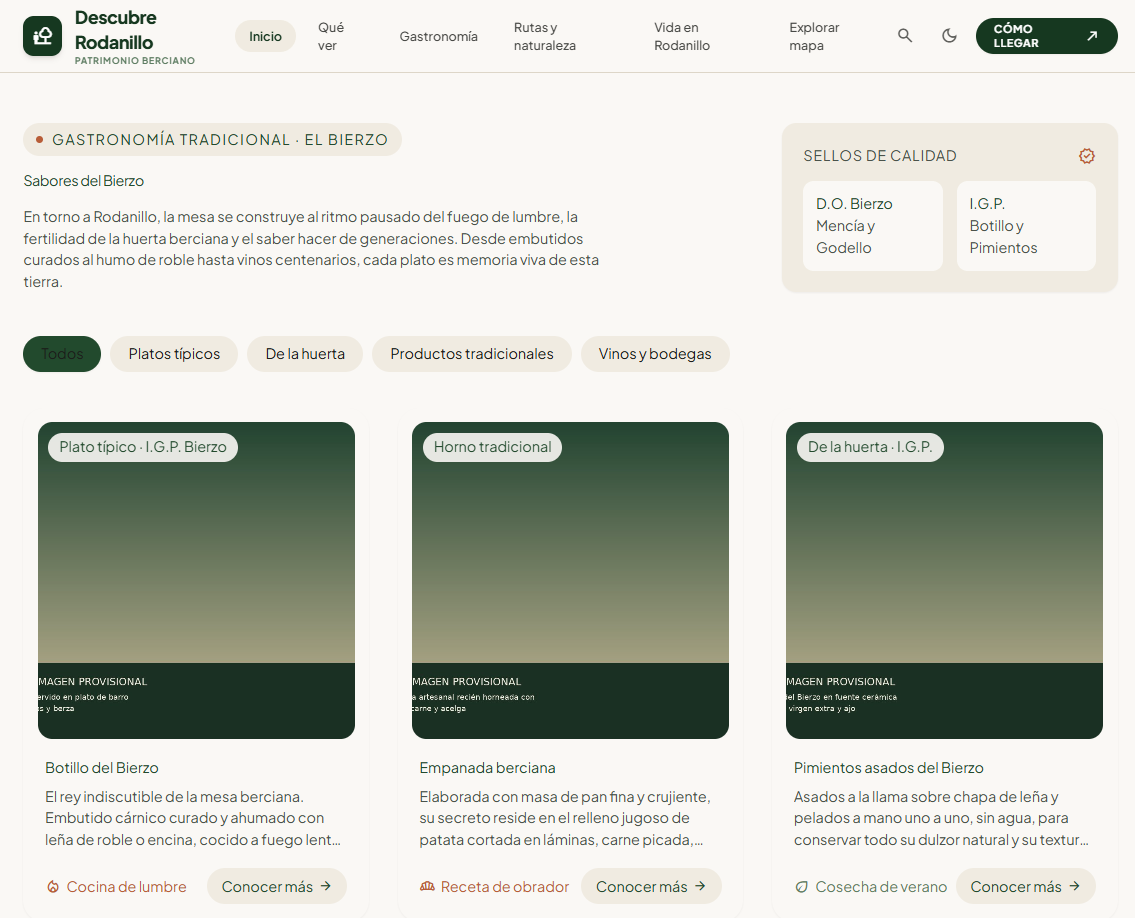 Descubre
Rodanillo
PATRIMONIO BERCIANO
Inicio
Qué
ver
Gastronomía
Rutas y
naturaleza
Vida en
Rodanillo
Explorar
mapa
CÓMO
LLEGAR
GASTRONOMÍA TRADICIONAL · EL BIERZO
Sabores del Bierzo
En torno a Rodanillo, la mesa se construye al ritmo pausado del fuego de lumbre, la
fertilidad de la huerta berciana y el saber hacer de generaciones. Desde embutidos
curados al humo de roble hasta vinos centenarios, cada plato es memoria viva de esta
tierra.
SELLOS DE CALIDAD
D.O. Bierzo
Mencía y
Godello
I.G.P.
Botillo y
Pimientos
Todos
Platos típicos
De la huerta
Productos tradicionales
Vinos y bodegas
Plato típico · I.G.P. Bierzo
MAGEN PROVISIONAL
ervido en plato de barro
s y berza
Botillo del Bierzo
El rey indiscutible de la mesa berciana.
Embutido cárnico curado y ahumado con
leña de roble o encina, cocido a fuego lent…
Cocina de lumbre
Conocer más
Horno tradicional
MAGEN PROVISIONAL
a artesanal recién horneada con
carne y acelga
Empanada berciana
Elaborada con masa de pan fina y crujiente,
su secreto reside en el relleno jugoso de
patata cortada en láminas, carne picada,…
Receta de obrador
Conocer más
De la huerta · I.G.P.
MAGEN PROVISIONAL
del Bierzo en fuente cerámica
virgen extra y ajo
Pimientos asados del Bierzo
Asados a la llama sobre chapa de leña y
pelados a mano uno a uno, sin agua, para
conservar todo su dulzor natural y su textur…
Cosecha de verano
Conocer más